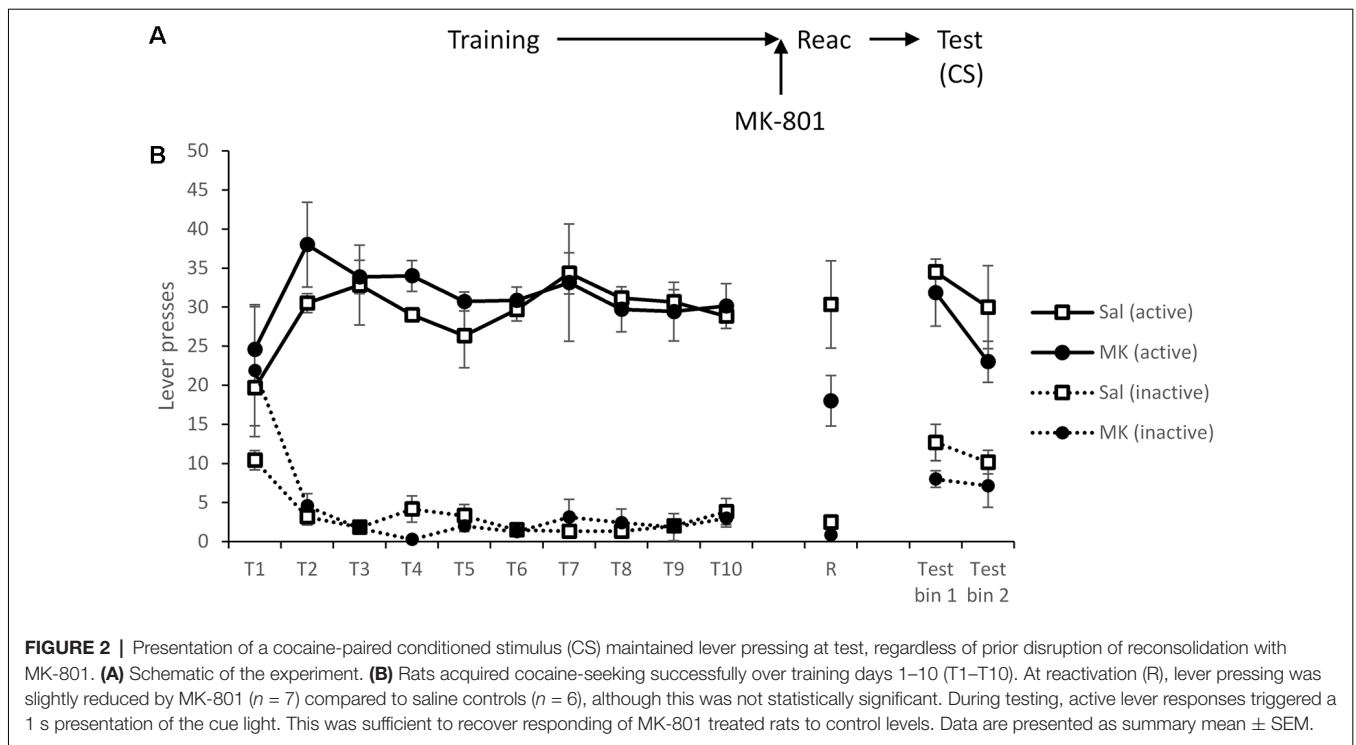 A
Training
Reac
Test
(CS)
MK-801
B
50
45
40
35
30
25
20
15
10
5
0
Lever presses
T1 T2 T3 T4 T5 T6 T7 T8 T9 T10 R Test Test
bin 1 bin 2
Sal (active)
MK (active)
Sal (inactive)
MK (inactive)
FIGURE 2 | Presentation of a cocaine-paired conditioned stimulus (CS) maintained lever pressing at test, regardless of prior disruption of reconsolidation with
MK-801. (A) Schematic of the experiment. (B) Rats acquired cocaine-seeking successfully over training days 1–10 (T1–T10). At reactivation (R), lever pressing was
slightly reduced by MK-801 (n = 7) compared to saline controls (n = 6), although this was not statistically significant. During testing, active lever responses triggered a
1 s presentation of the cue light. This was sufficient to recover responding of MK-801 treated rats to control levels. Data are presented as summary mean ± SEM.